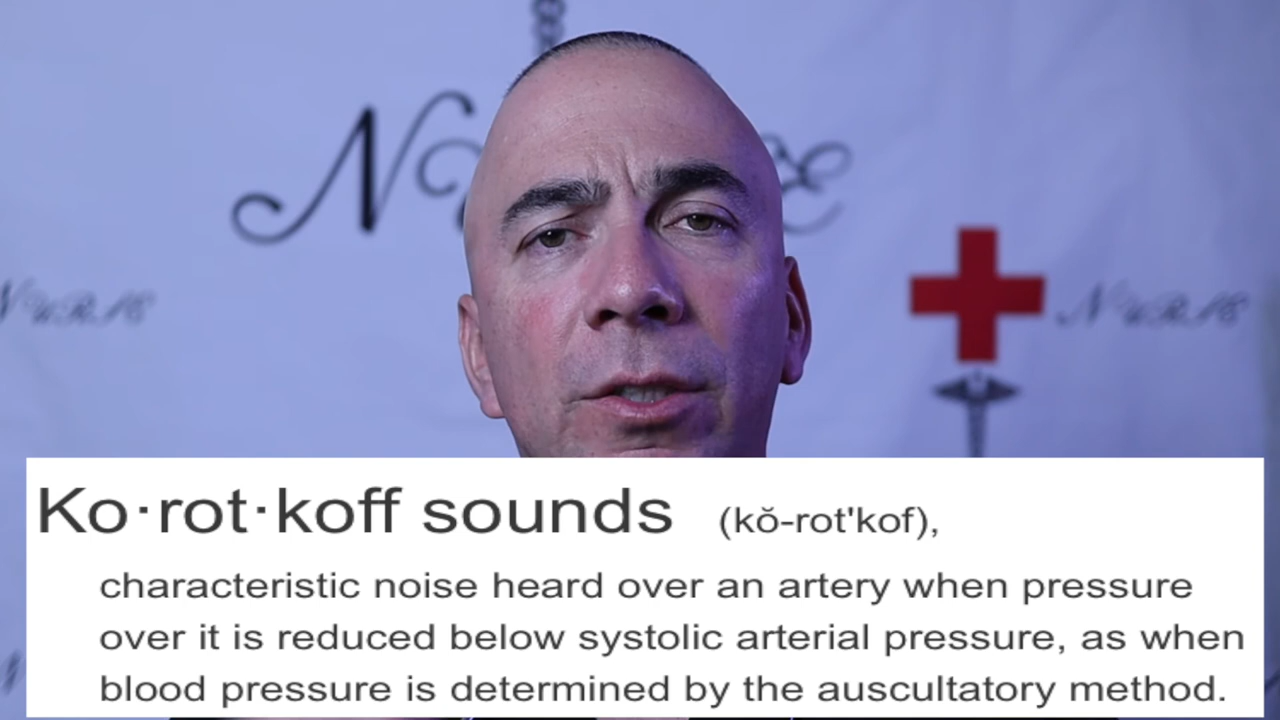 N
E
Ko·rot·koff sounds (kŏ-rot'kof),
characteristic noise heard over an artery when pressure
over it is reduced below systolic arterial pressure, as when
blood pressure is determined by the auscultatory method.